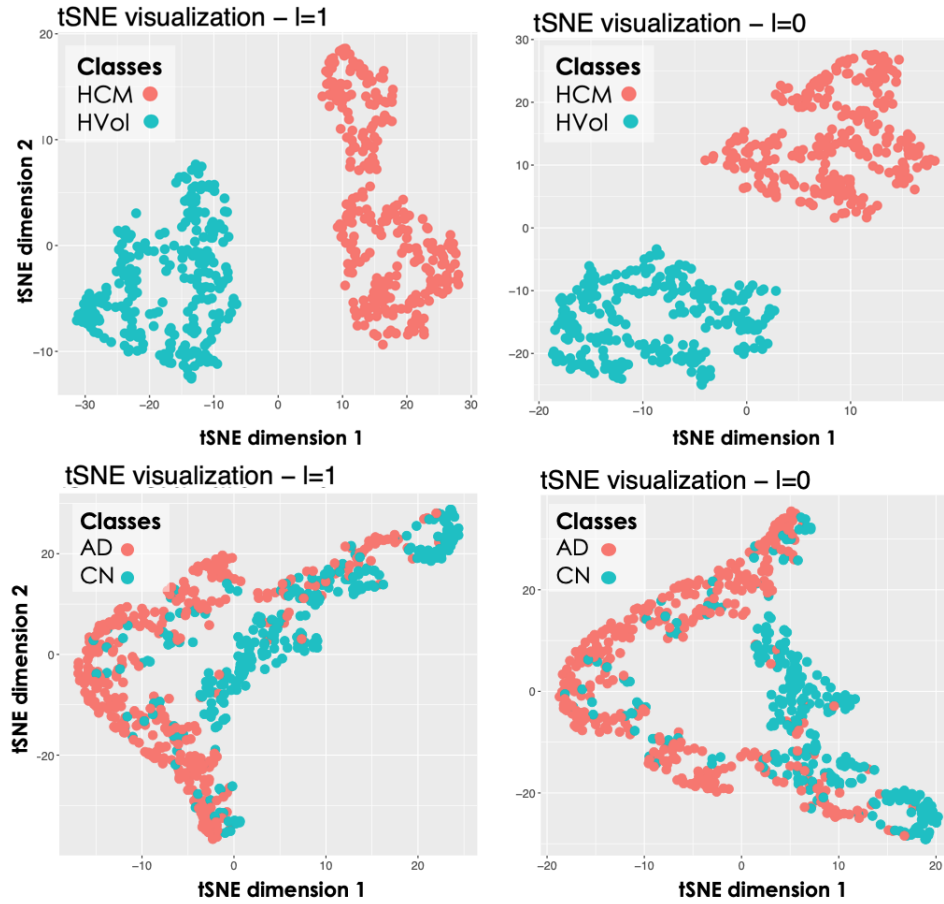 tSNE visualization – l=1
Classes
HCM
HVol
20
10
0
-10
-30
-20
-10
0
10
20
30
tSNE dimension 2
tSNE dimension 1
tSNE visualization – l=0
Classes
HCM
HVol
30
20
10
0
-10
-20
-20
-10
0
10
tSNE dimension 1
tSNE visualization – l=1
Classes
AD
CN
20
0
-20
-10
0
10
20
tSNE dimension 2
tSNE dimension 1
tSNE visualization – l=0
Classes
AD
CN
20
0
-20
-20
-10
0
10
20
tSNE dimension 1